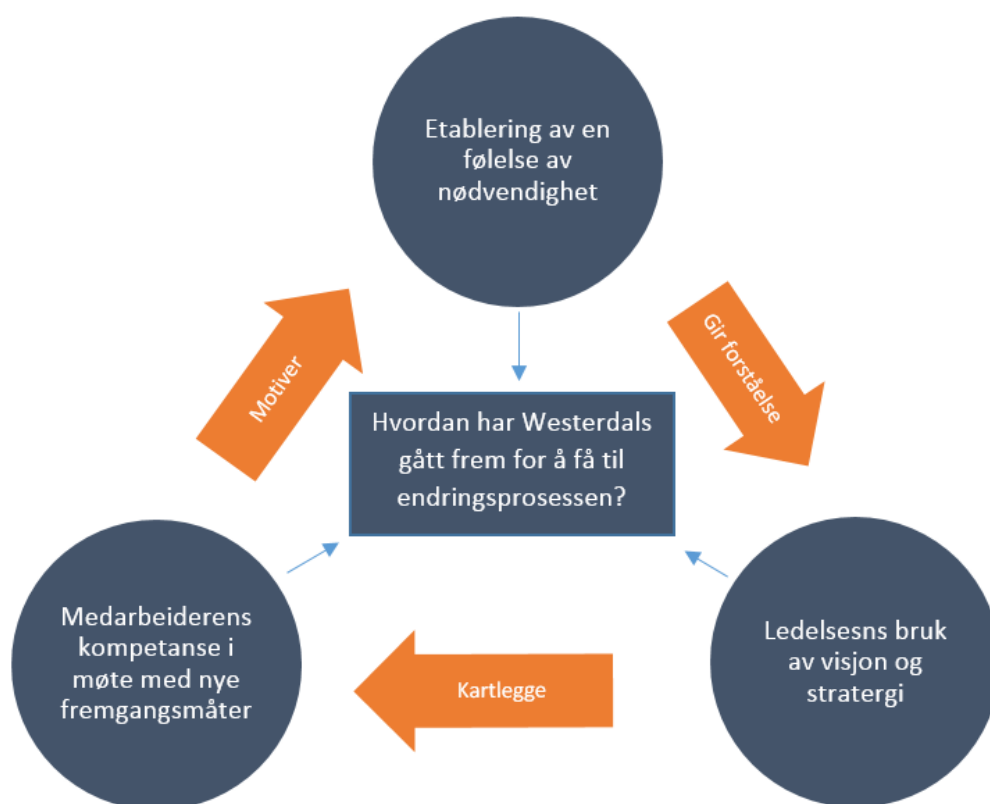 Etablering av en
følelse av
nødvendighet
Gir forståelse
Motiver
Hvordan har Westerdals
gått frem for å få til
endringsprosessen?
Medarbeiderens
kompetanse i
møte med nye
fremgangsmåter
Kartlegge
Ledelsesns bruk
av visjon og
stratergi